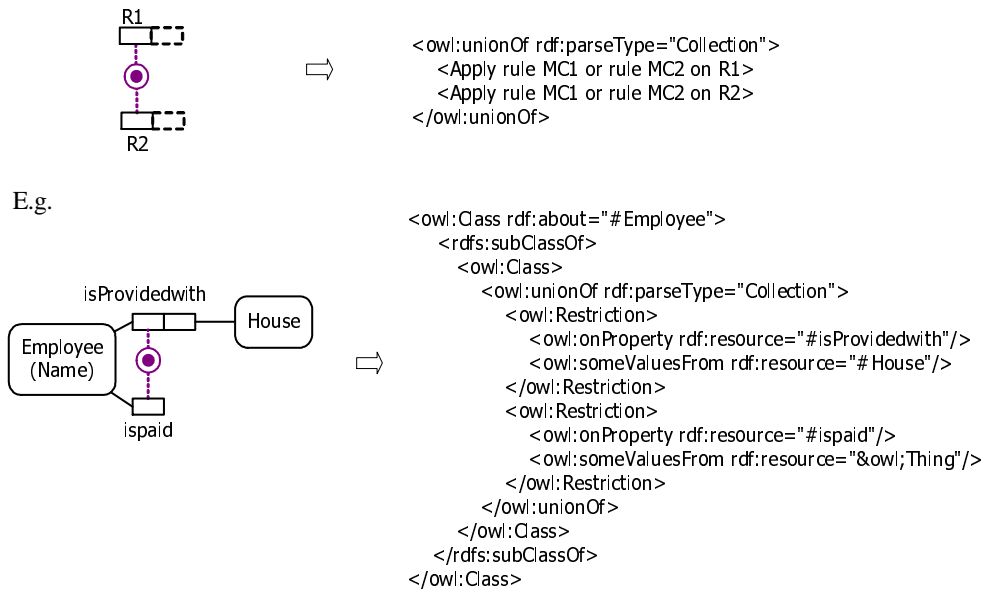 R1
R2
<owl:unionOf rdf:parseType="Collection">
<Apply rule MC1 or rule MC2 on R1>
<Apply rule MC1 or rule MC2 on R2>
</owl:unionOf>
E.g.
isProvidedwith
House
Employee
(Name)
ispaid
<owl:Class rdf:about="#Employee">
<rdfs:subClassOf>
<owl:Class>
<owl:unionOf rdf:parseType="Collection">
<owl:Restriction>
<owl:onProperty rdf:resource="#isProvidedwith"/>
<owl:someValuesFrom rdf:resource="#House"/>
</owl:Restriction>
<owl:Restriction>
<owl:onProperty rdf:resource="#ispaid"/>
<owl:someValuesFrom rdf:resource="&owl;Thing"/>
</owl:Restriction>
</owl:unionOf>
</owl:Class>
</rdfs:subClassOf>
</owl:Class>